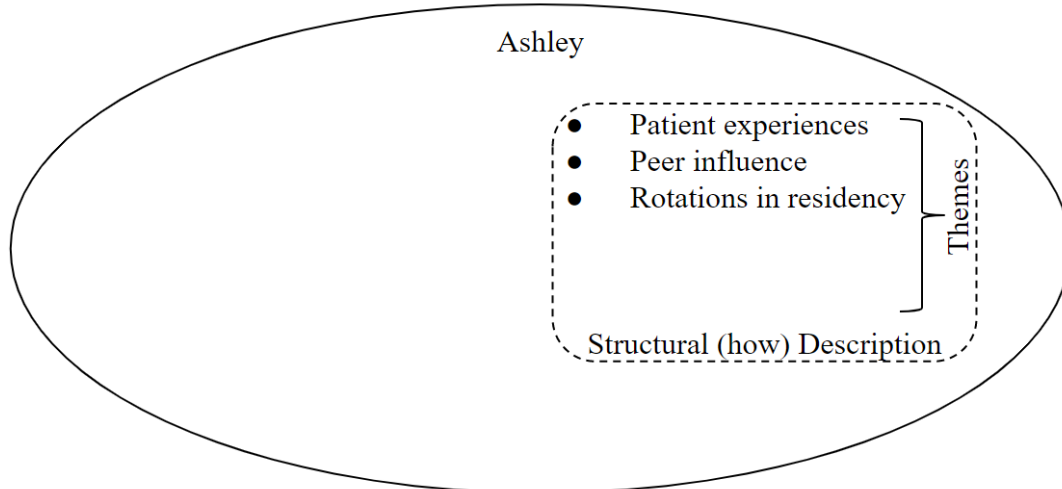 Ashley
● Patient experiences
● Peer influence
● Rotations in residency
Themes
Structural (how) Description